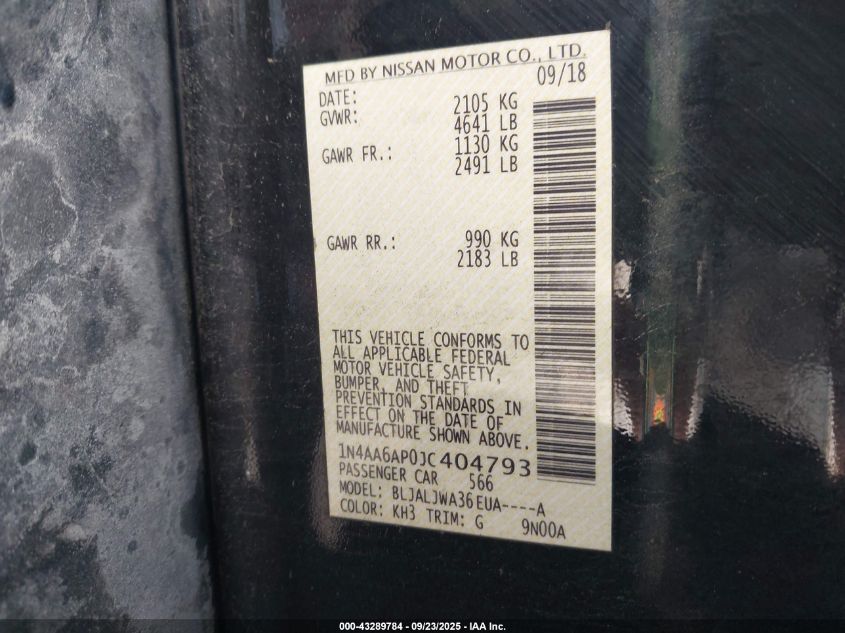 MFD BY NISSAN MOTOR CO., LTD.
DATE: 09/18
GVWR: 2105 KG
4641 LB
GAWR FR.: 1130 KG
2491 LB
GAWR RR.: 990 KG
2183 LB
THIS VEHICLE CONFORMS TO
ALL APPLICABLE FEDERAL
MOTOR VEHICLE SAFETY,
BUMPER, AND THEFT
PREVENTION STANDARDS IN
EFFECT ON THE DATE OF
MANUFACTURE SHOWN ABOVE.
1N4AA6AP0JC404793
PASSENGER CAR 566
MODEL: BLJALJWA36EUA----A
COLOR: KH3 TRIM: G 9N00A
000-43289784 - 09/23/2025 - IAA Inc.